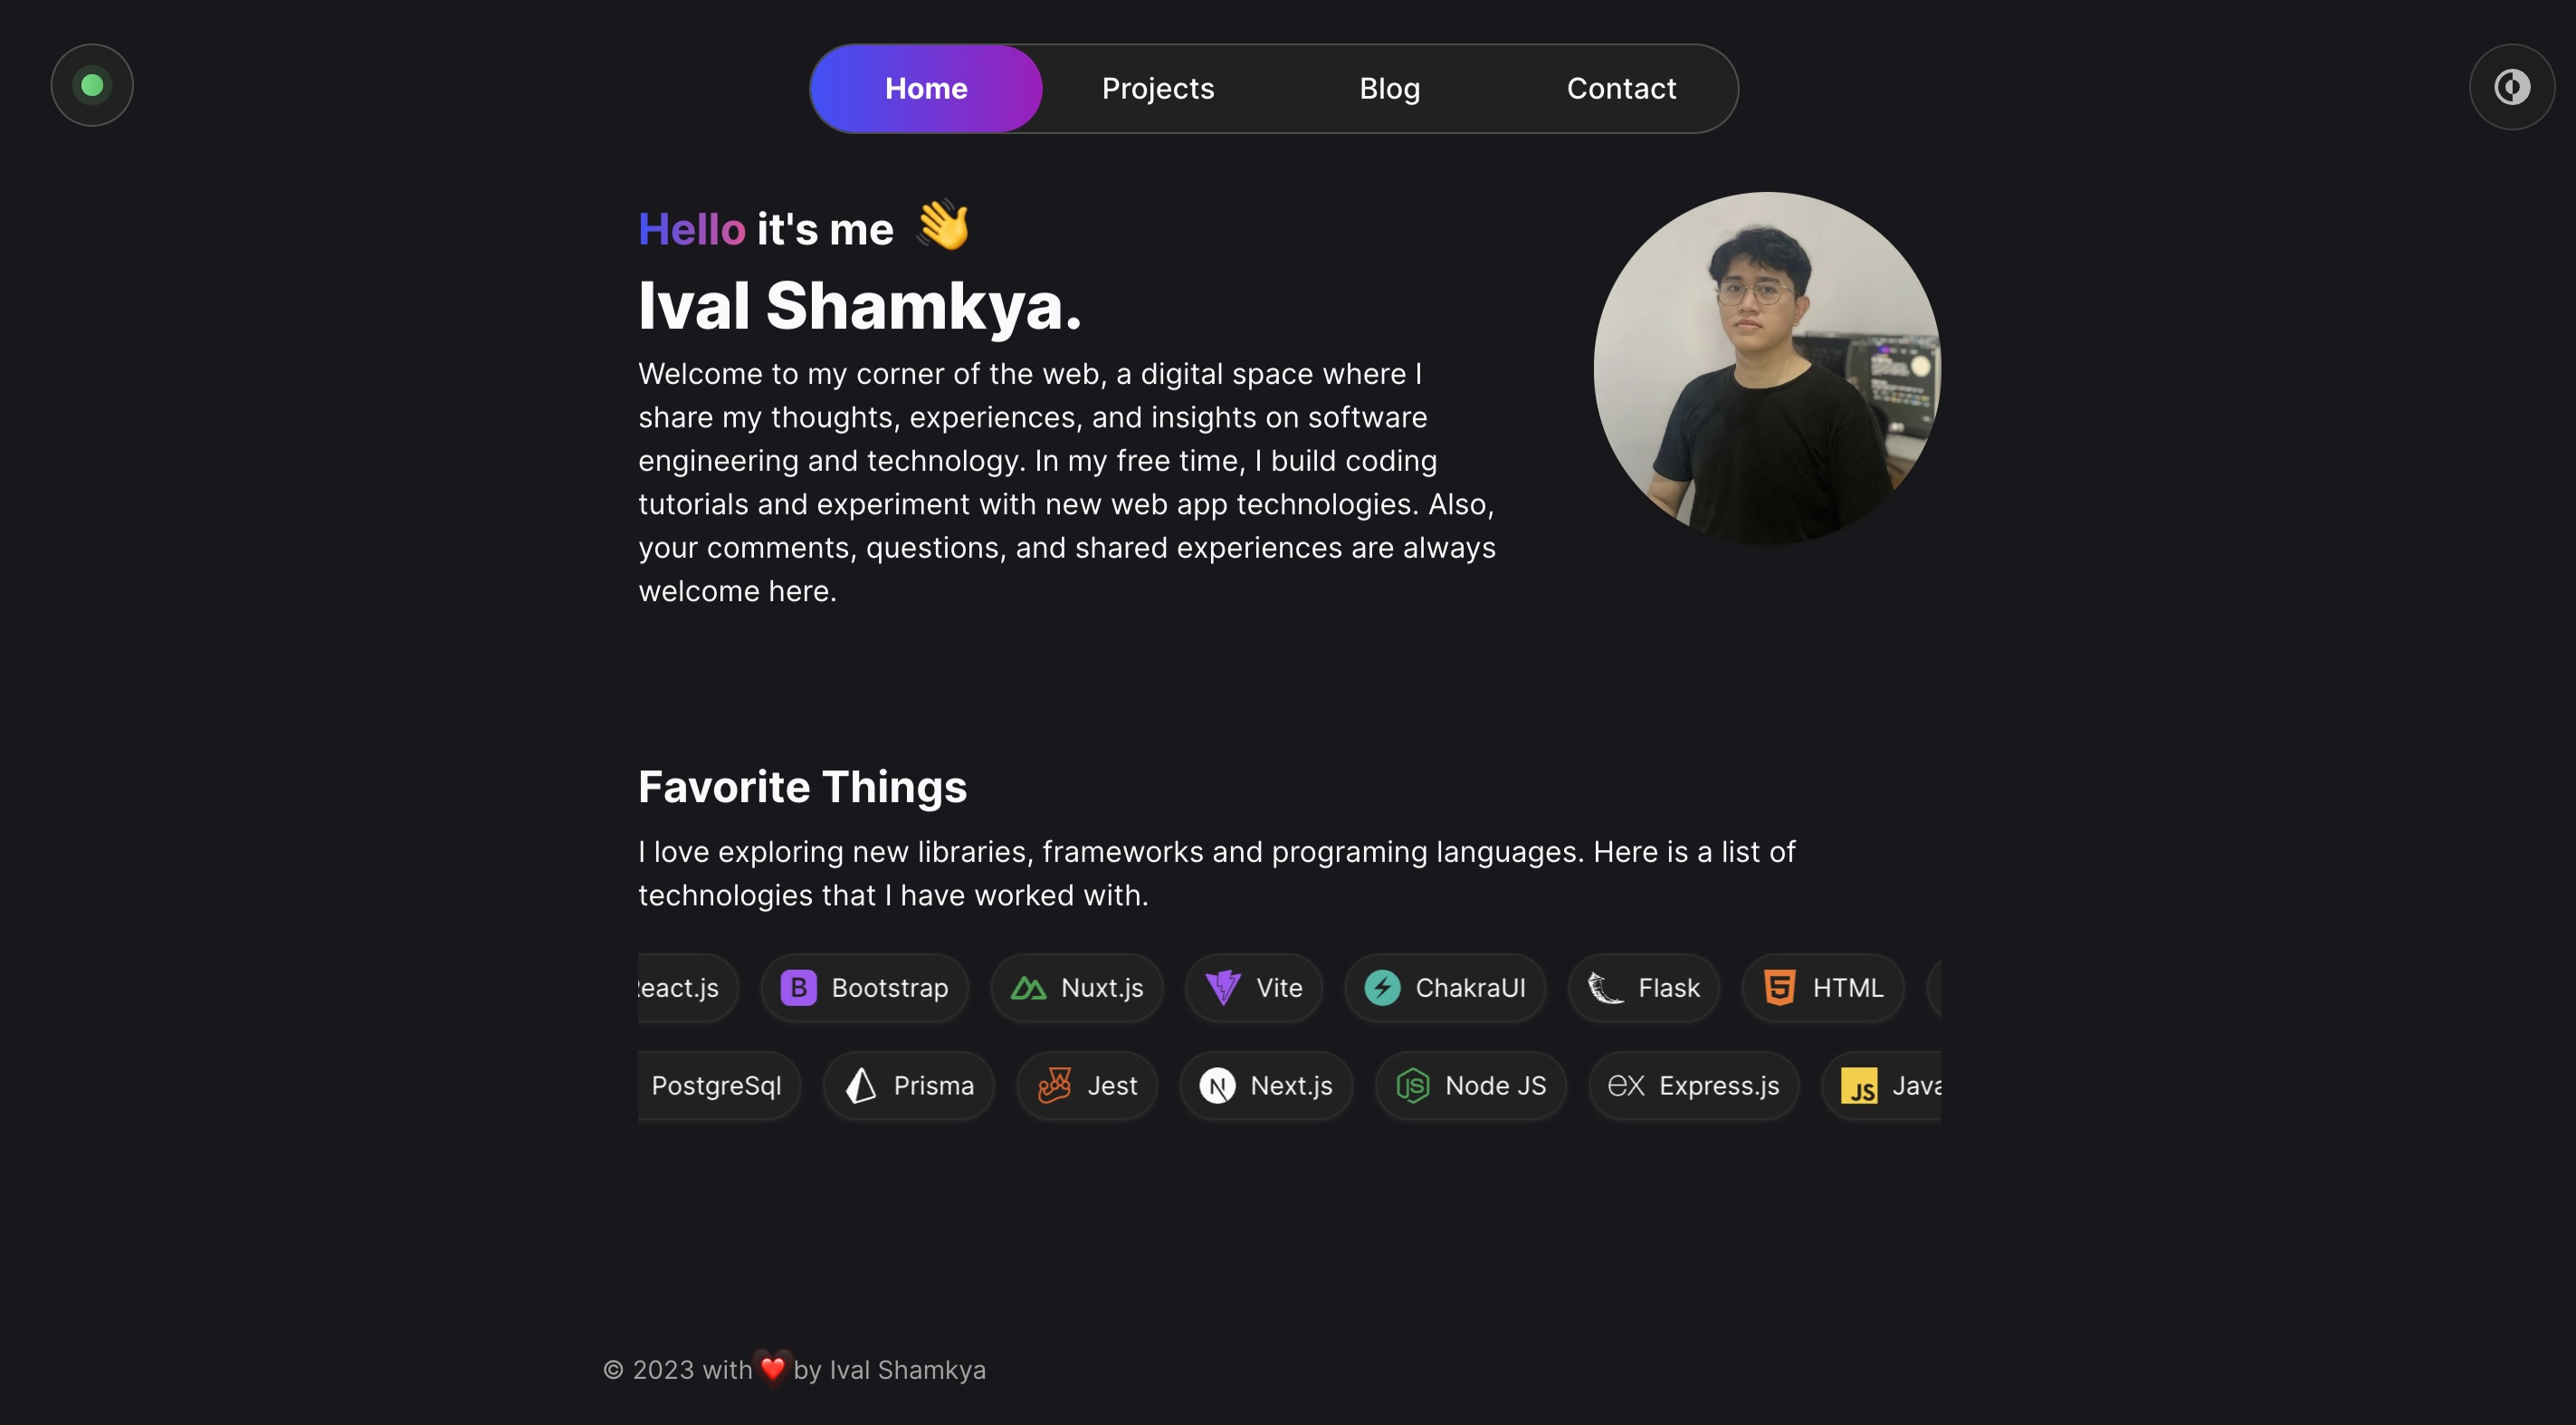 Home Projects Blog Contact
Hello it's me 👋
Ival Shamkya.
Welcome to my corner of the web, a digital space where I
share my thoughts, experiences, and insights on software
engineering and technology. In my free time, I build coding
tutorials and experiment with new web app technologies. Also,
your comments, questions, and shared experiences are always
welcome here.
Favorite Things
I love exploring new libraries, frameworks and programing languages. Here is a list of
technologies that I have worked with.
eact.js B Bootstrap Nuxt.js Vite ChakraUI Flask 5 HTML
PostgreSql Prisma Jest N Next.js JS Node JS ex Express.js JS Java
© 2023 with ❤️ by Ival Shamkya